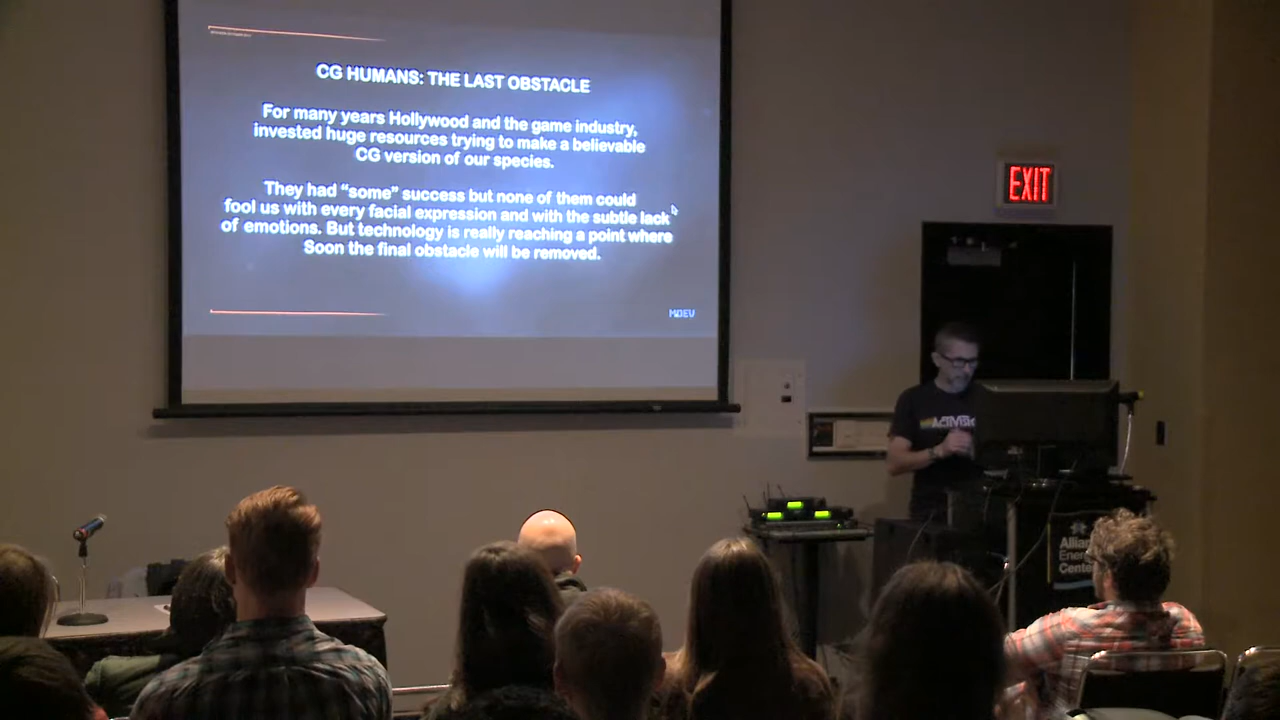 CG HUMANS: THE LAST OBSTACLE
For many years Hollywood and the game industry,
invested huge resources trying to make a believable
CG version of our species.
They had “some” success but none of them could
fool us with every facial expression and with the subtle lack
of emotions. But technology is really reaching a point where
Soon the final obstacle will be removed.
EXIT
Energy
Center